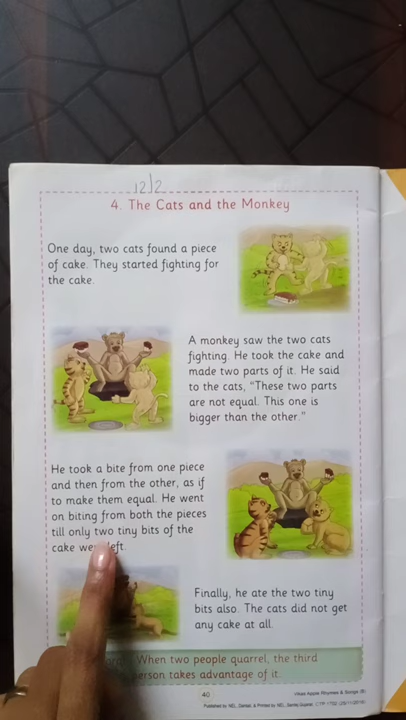 12/2
4. The Cats and the Monkey
One day, two cats found a piece
of cake. They started fighting for
the cake.
A monkey saw the two cats
fighting. He took the cake and
made two parts of it. He said
to the cats, "These two parts
are not equal. This one is
bigger than the other."
He took a bite from one piece
and then from the other, as if
to make them equal. He went
on biting from both the pieces
till only two tiny bits of the
cake left.
Finally, he ate the two tiny
bits also. The cats did not get
any cake at all.
When two people quarrel, the third
person takes advantage of it.
40
Published by